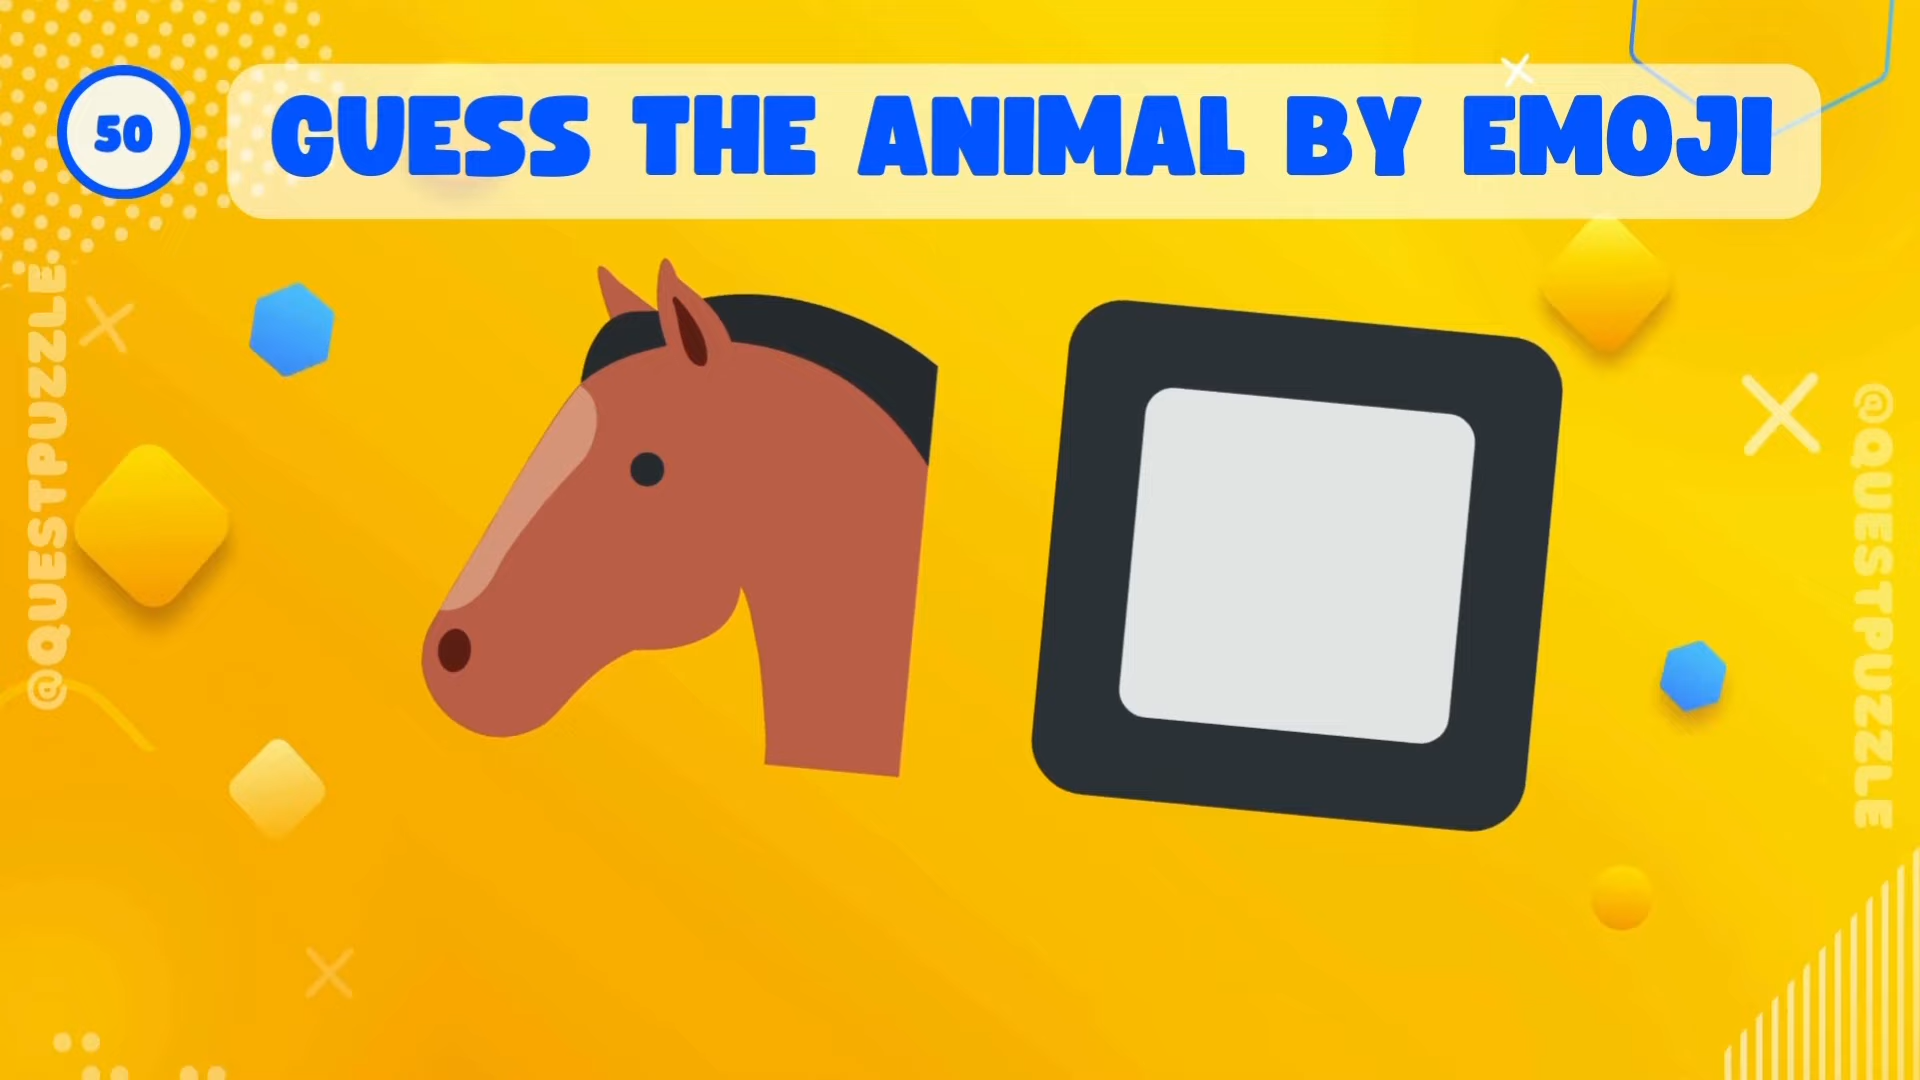 50
GUESS THE ANIMAL BY EMOJI
@QUESTPUZZLE
@QUESTPUZZLE